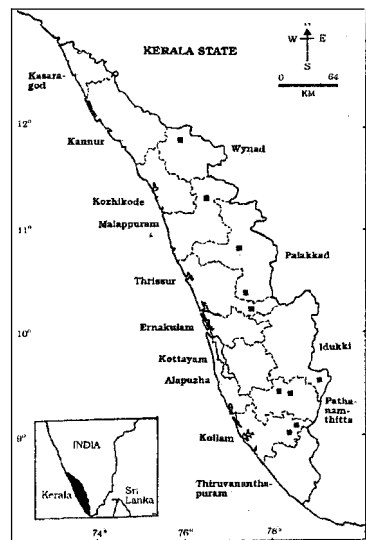 KERALA STATE
N
W E
S
0 64
KM
Kasara-
god
12°
Kannur
Wynad
Kozhikode
11°
Malappuram
Palakkad
Thrissur
10°
Ernakulam
Idukki
Kottayam
Alapuzha
Patha-
nam-
thitta
9°
Kollam
INDIA
Kerala
Sri
Lanka
Thiruvanantha-
puram
74° 76° 78°